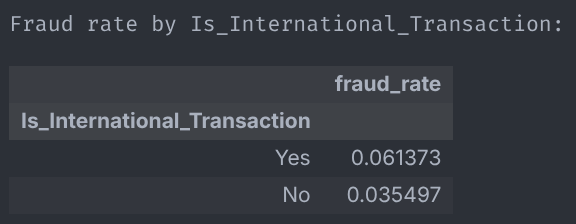 Fraud rate by Is_International_Transaction:
fraud_rate
Is_International_Transaction
Yes 0.061373
No 0.035497